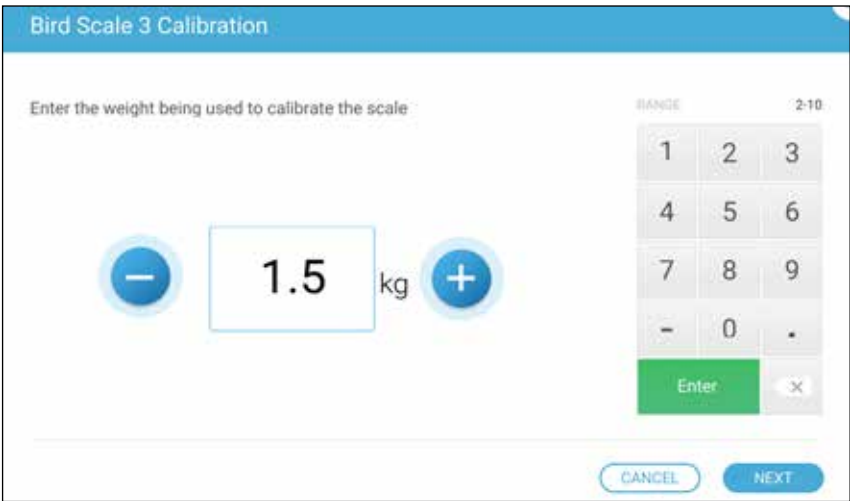 Bird Scale 3 Calibration
Enter the weight being used to calibrate the scale
RANGE 2-10
1 2 3
4 5 6
1.5 kg
7 8 9
- 0 .
Enter
CANCEL NEXT